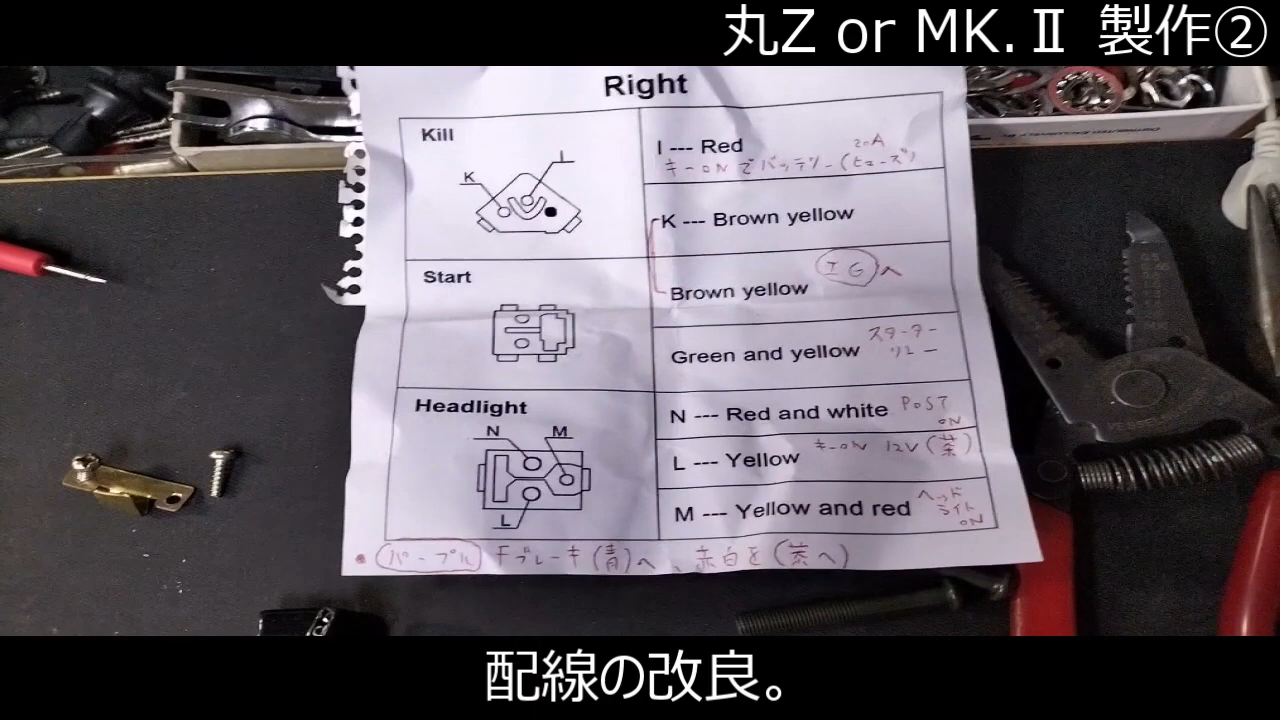 丸Z or MK.Ⅱ 製作②
Right
Kill
K
I
I --- Red
20A
キーONでバッテリー(ヒューズ)
K --- Brown yellow
Start
Brown yellow
IGへ
Green and yellow
スターター
リレー
Headlight
N
M
L
N --- Red and white
POST
ON
L --- Yellow
キーON 12V(茶)
M --- Yellow and red
ヘッド
ライト
ON
パープル Fブレーキ(青)へ、赤白を(茶へ)
配線の改良。